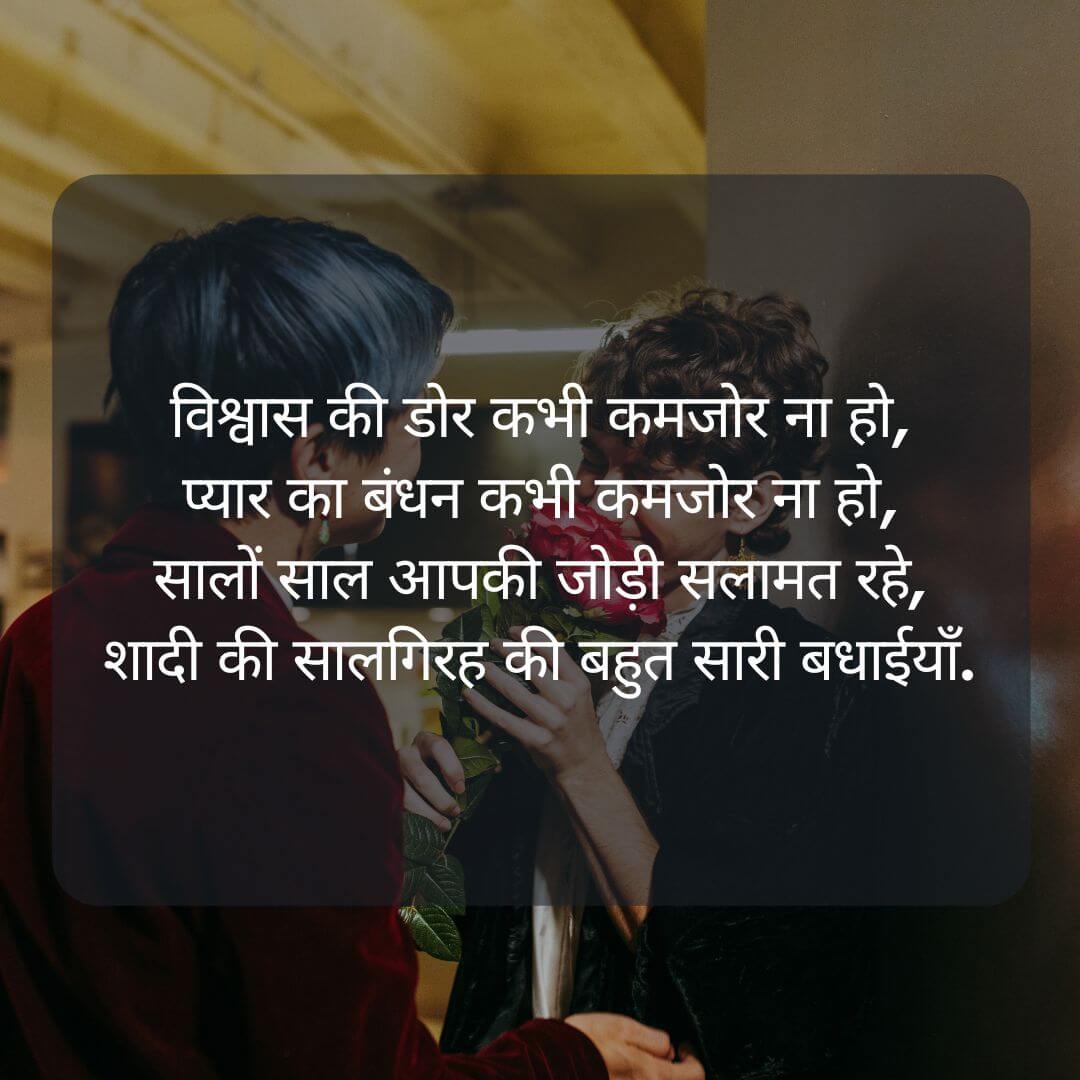 विश्वास की डोर कभी कमजोर ना हो,
प्यार का बंधन कभी कमजोर ना हो,
सालों साल आपकी जोड़ी सलामत रहे,
शादी की सालगिरह की बहुत सारी बधाईयाँ.